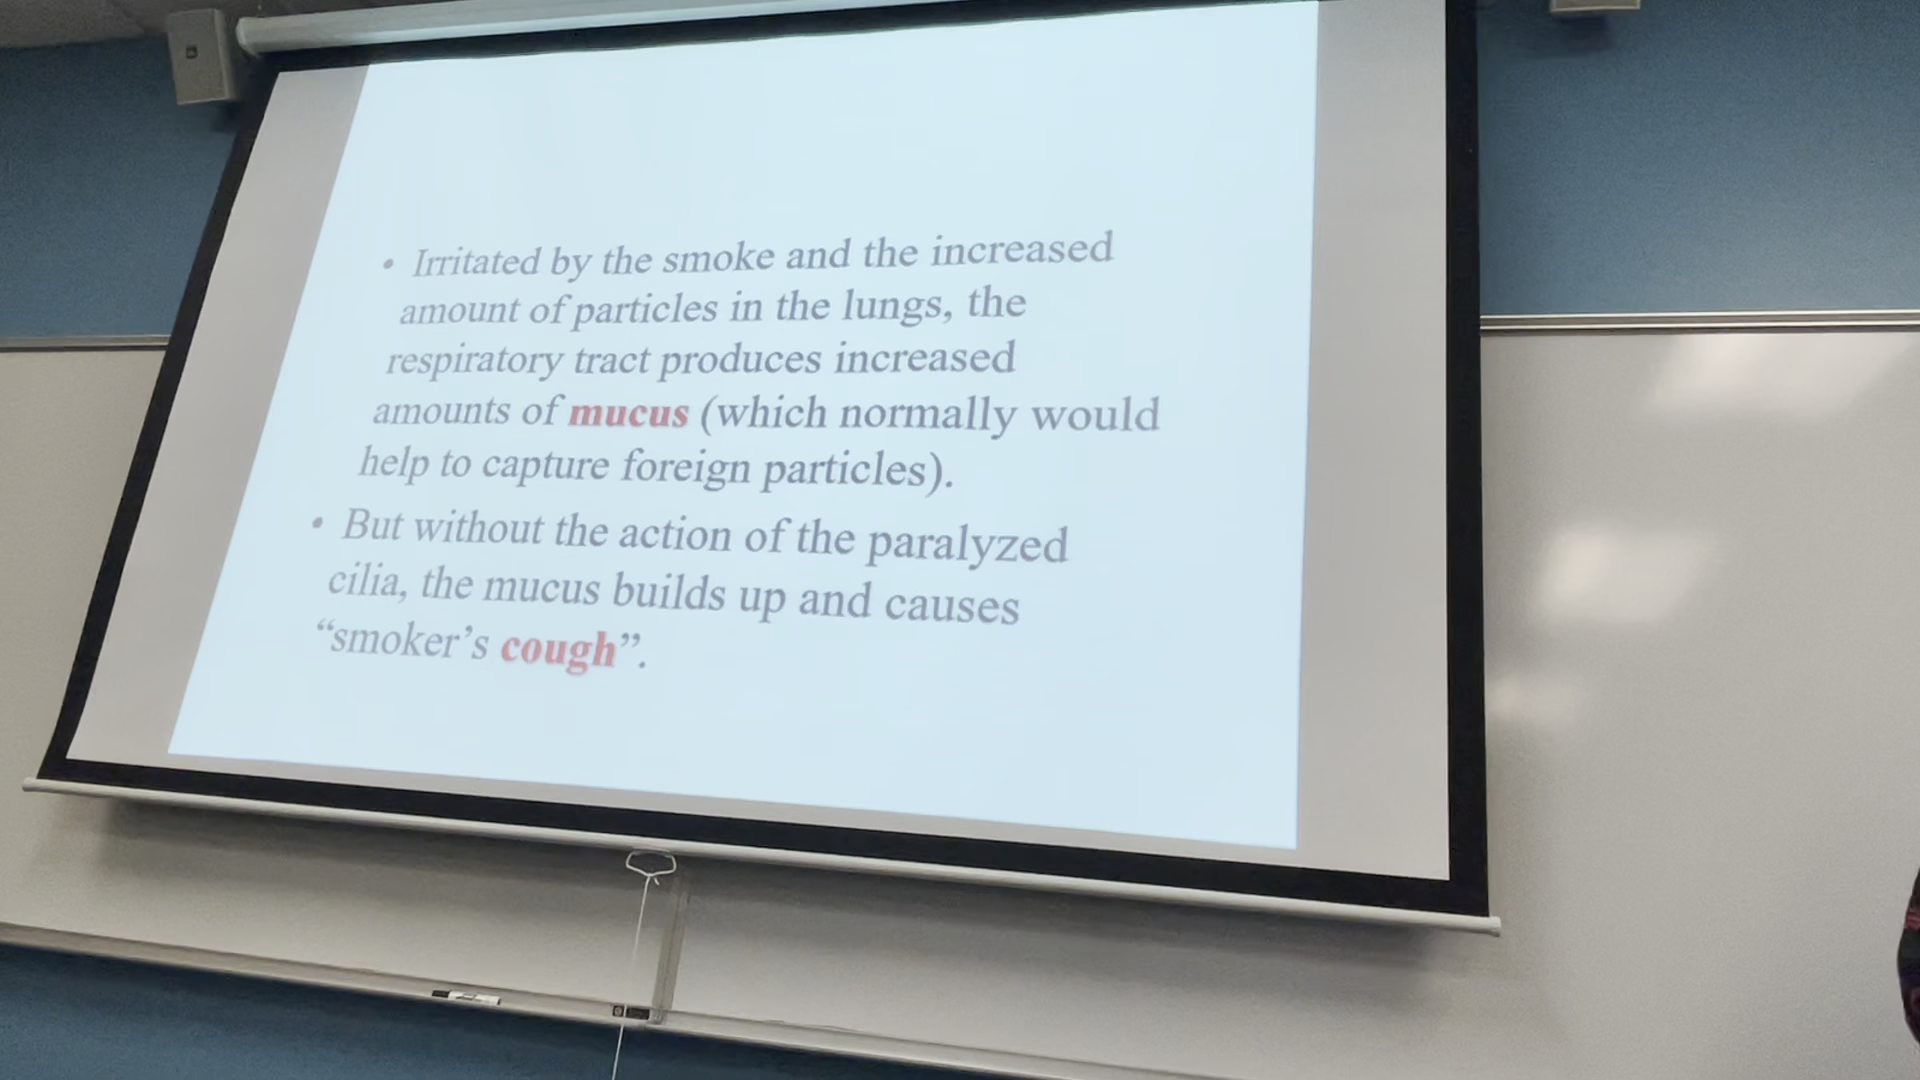 • Irritated by the smoke and the increased
amount of particles in the lungs, the
respiratory tract produces increased
amounts of mucus (which normally would
help to capture foreign particles).
• But without the action of the paralyzed
cilia, the mucus builds up and causes
“smoker’s cough”.